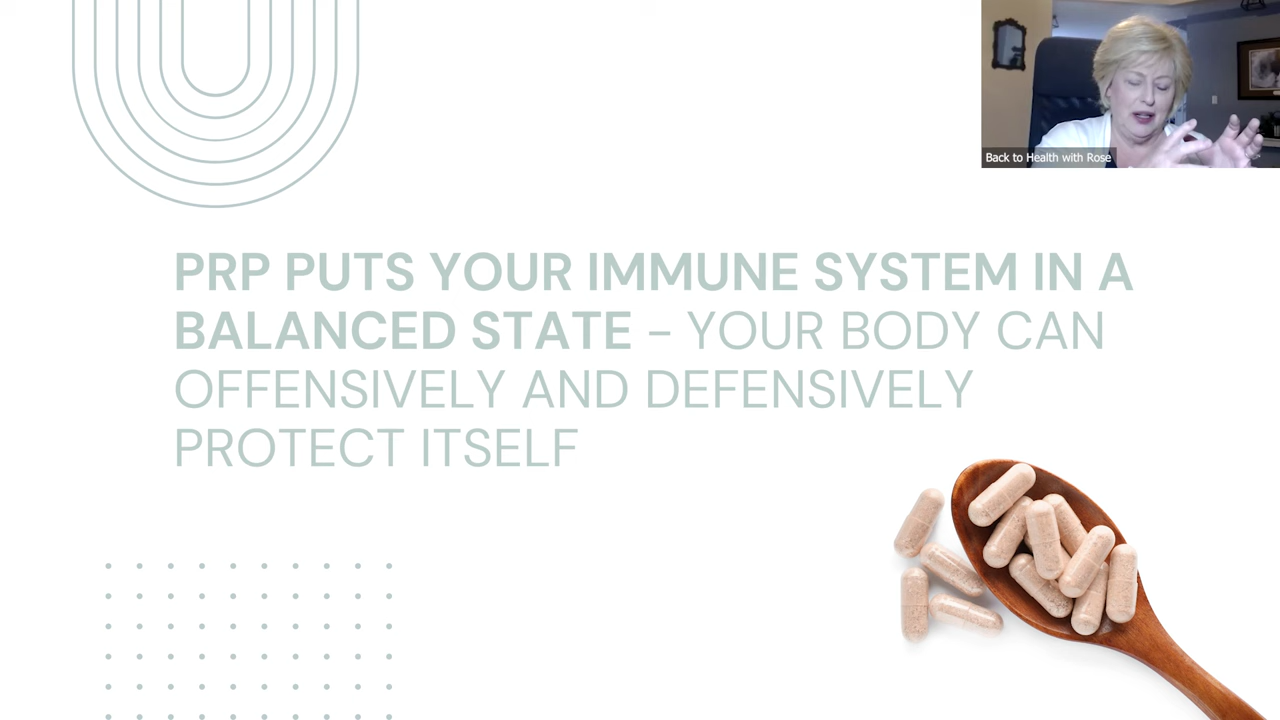 Back to Health with Rose
PRP PUTS YOUR IMMUNE SYSTEM IN A
BALANCED STATE – YOUR BODY CAN
OFFENSIVELY AND DEFENSIVELY
PROTECT ITSELF